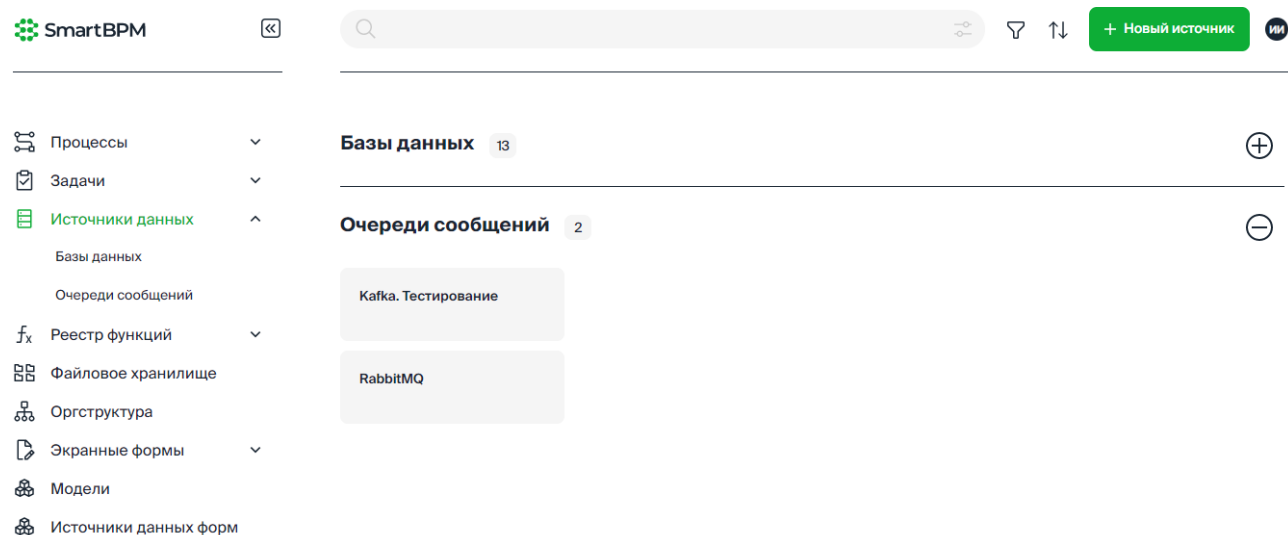 SmartBPM
+ Новый источник
ИИ
Процессы
Задачи
Источники данных
Базы данных
Очереди сообщений
fx Реестр функций
Файловое хранилище
Оргструктура
Экранные формы
Модели
Источники данных форм
Базы данных 13
Очереди сообщений 2
Kafka. Тестирование
RabbitMQ